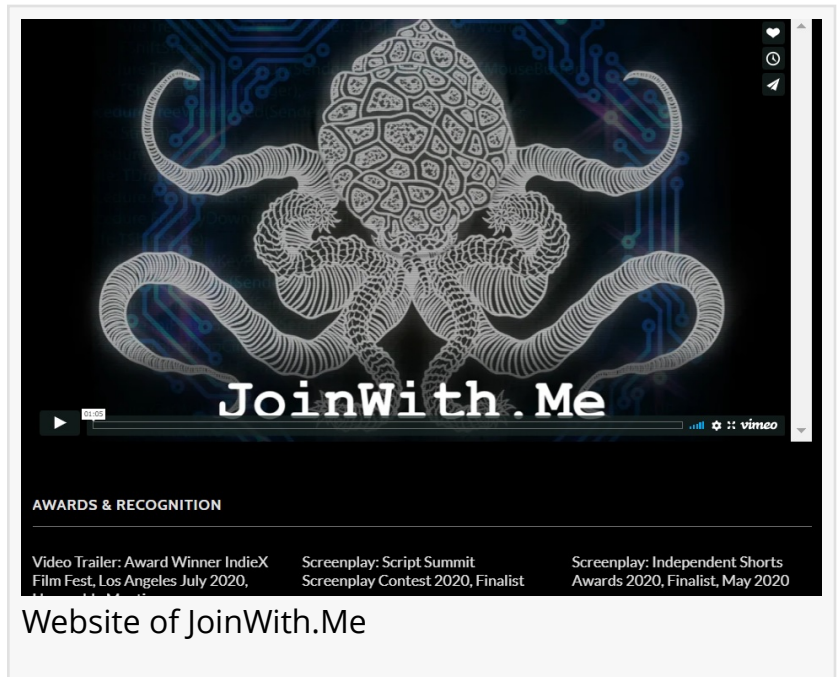 JoinWith.Me
01:05
vimeo
AWARDS & RECOGNITION
Video Trailer: Award Winner IndieX
Film Fest, Los Angeles July 2020,
Screenplay: Script Summit
Screenplay Contest 2020, Finalist
Screenplay: Independent Shorts
Awards 2020, Finalist, May 2020
Website of JoinWith.Me